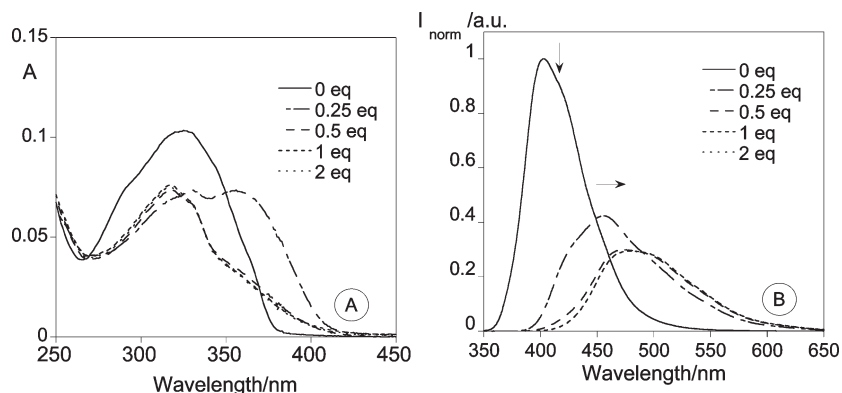 0.15
A
0.1
0.05
0
250
300
350
400
450
Wavelength/nm
0 eq
0.25 eq
0.5 eq
1 eq
2 eq
A
I norm /a.u.
1
0.8
0.6
0.4
0.2
0
350
400
450
500
550
600
650
Wavelength/nm
0 eq
0.25 eq
0.5 eq
1 eq
2 eq
B